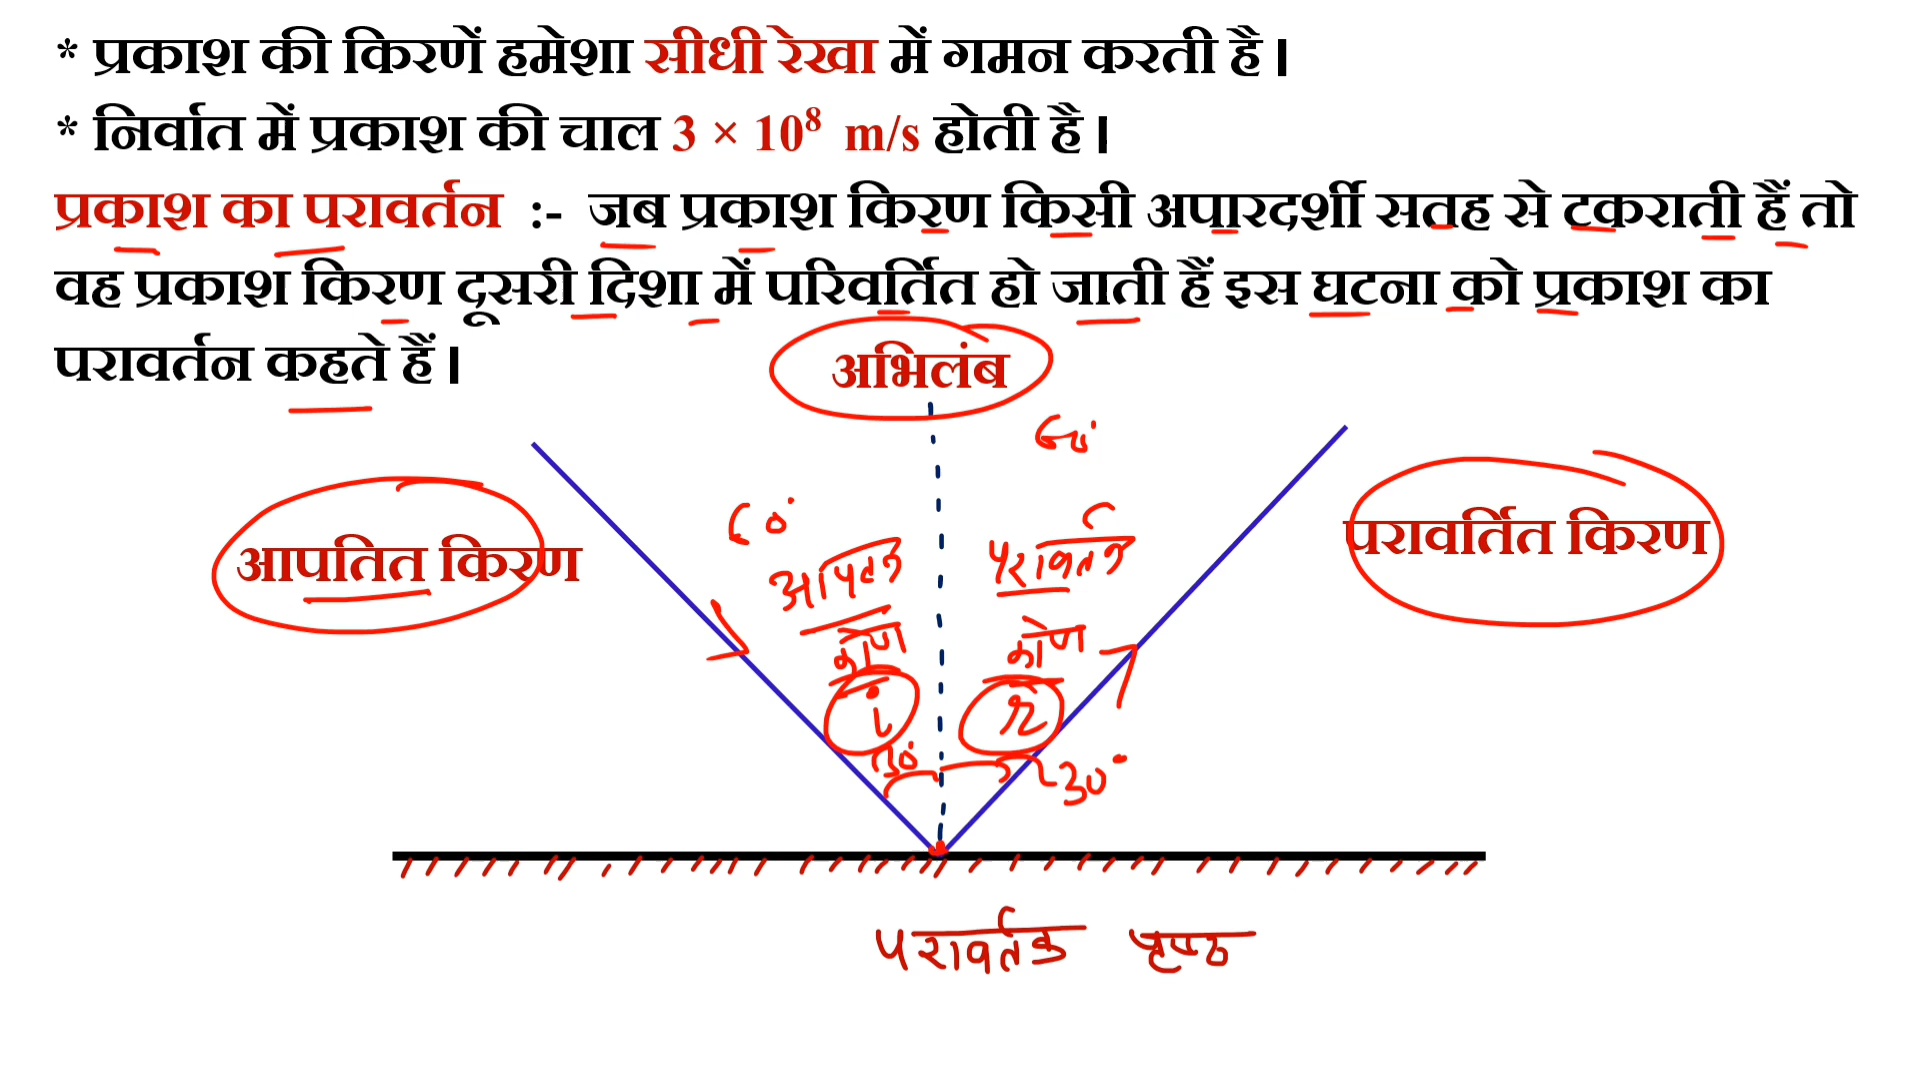 * प्रकाश की किरणें हमेशा सीधी रेखा में गमन करती है।
* निर्वात में प्रकाश की चाल 3 × 10⁸ m/s होती है।
प्रकाश का परावर्तन :- जब प्रकाश किरण किसी अपारदर्शी सतह से टकराती हैं तो
वह प्रकाश किरण दूसरी दिशा में परिवर्तित हो जाती हैं इस घटना को प्रकाश का
परावर्तन कहते हैं।
अभिलंब
60°
60°
आपतित किरण
परावर्तित किरण
आपतन
परावर्तन
कोण
कोण
i
r
30°
30°
परावर्तक पृष्ठ